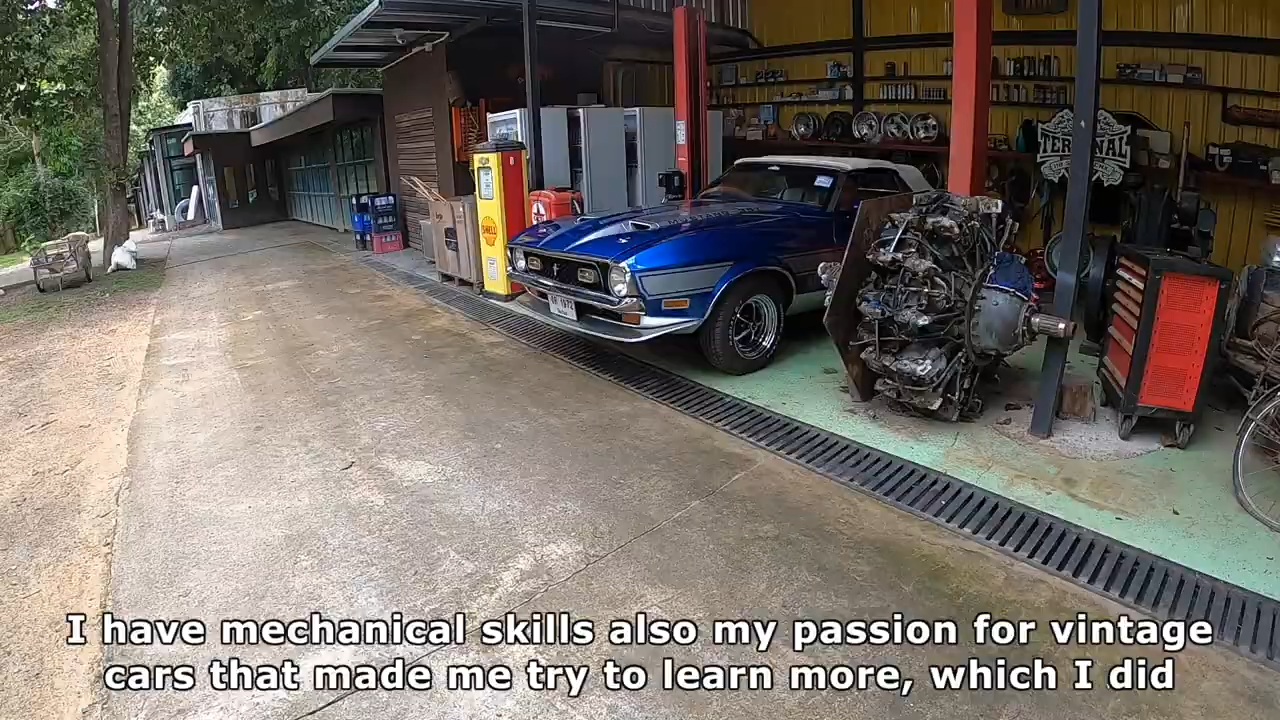 TERMINAL
SHELL
I have mechanical skills also my passion for vintage
cars that made me try to learn more, which I did